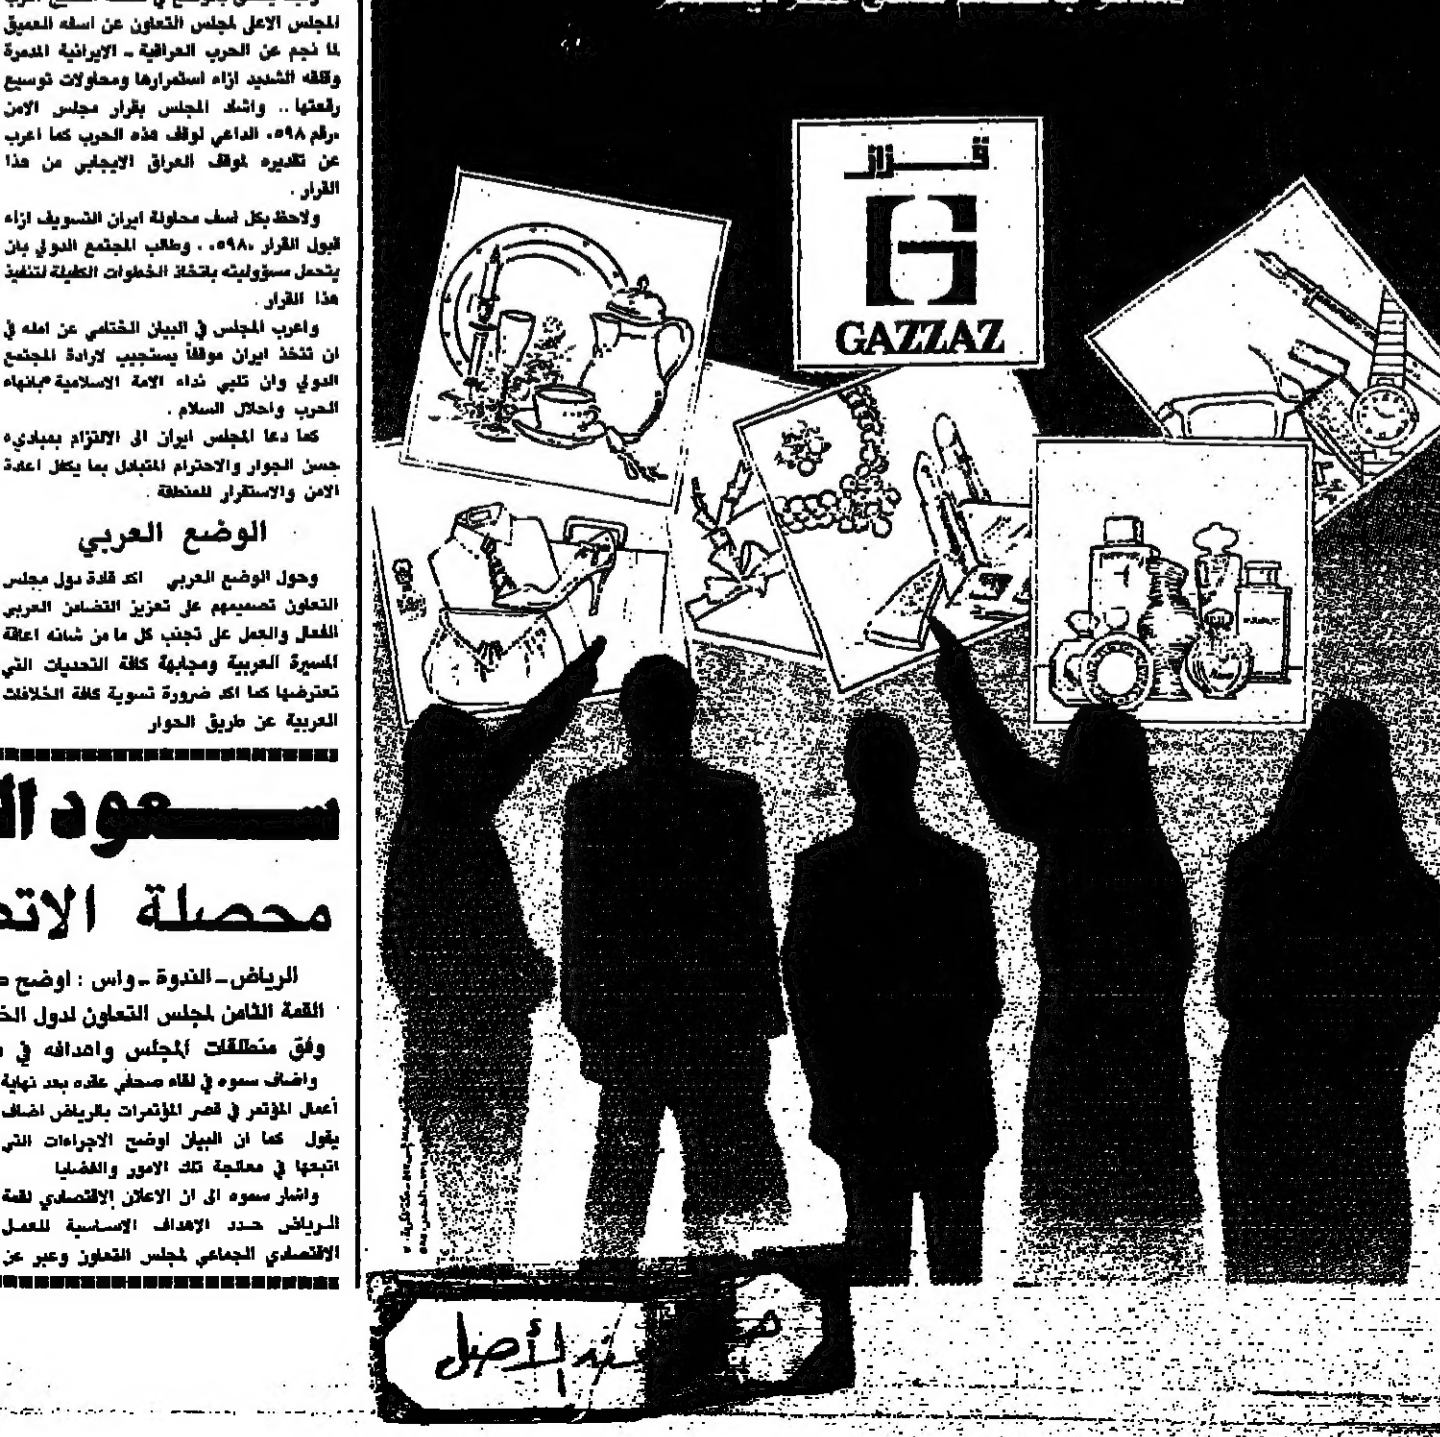 المجلس الاعلى لمجلس التعاون عن اسفه العميق
لما نجم عن الحرب العراقية ـ الايرانية المدمرة
وقلقه الشديد ازاء استمرارها ومحاولات توسيع
رقعتها .. واشاد المجلس بقرار مجلس الامن
«رقم ٥٩٨» الداعي لوقف هذه الحرب كما اعرب
عن تقديره لموقف العراق الايجابي من هذا
القرار .
ولاحظ بكل اسف محاولة ايران التسويف ازاء
قبول القرار «٥٩٨» . وطالب المجتمع الدولي بان
يتحمل مسؤوليته باتخاذ الخطوات الكفيلة لتنفيذ
هذا القرار .
واعرب المجلس في البيان الختامي عن امله في
ان تتخذ ايران موقفاً يستجيب لارادة المجتمع
الدولي وان تلبي نداء الامة الاسلامية بانهاء
الحرب واحلال السلام .
كما دعا المجلس ايران الى الالتزام بمباديء
حسن الجوار والاحترام المتبادل بما يكفل اعادة
الامن والاستقرار للمنطقة .
الوضع العربي
وحول الوضع العربي اكد قادة دول مجلس
التعاون تصميمهم على تعزيز التضامن العربي
الفعال والعمل على تجنب كل ما من شانه اعاقة
المسيرة العربية ومجابهة كافة التحديات التي
تعترضها كما اكد ضرورة تسوية كافة الخلافات
العربية عن طريق الحوار
ســعود ال
محصلة الات
الرياض ـ الندوة ـ واس : اوضح
القمة الثامن لمجلس التعاون لدول الخ
وفق منطلقات المجلس واهدافه في
واضاف سموه في لقاء صحفي عقده بعد نهاية
أعمال المؤتمر في قصر المؤتمرات بالرياض اضاف
يقول كما ان البيان اوضح الاجراءات التي
اتبعها في معالجة تلك الامور والقضايا
واشار سموه الى ان الاعلان الاقتصادي لقمة
الرياض حدد الاهداف الاساسية للعمل
الاقتصادي الجماعي لمجلس التعاون وعبر عن
قــزاز
GAZZAZ
الأصل